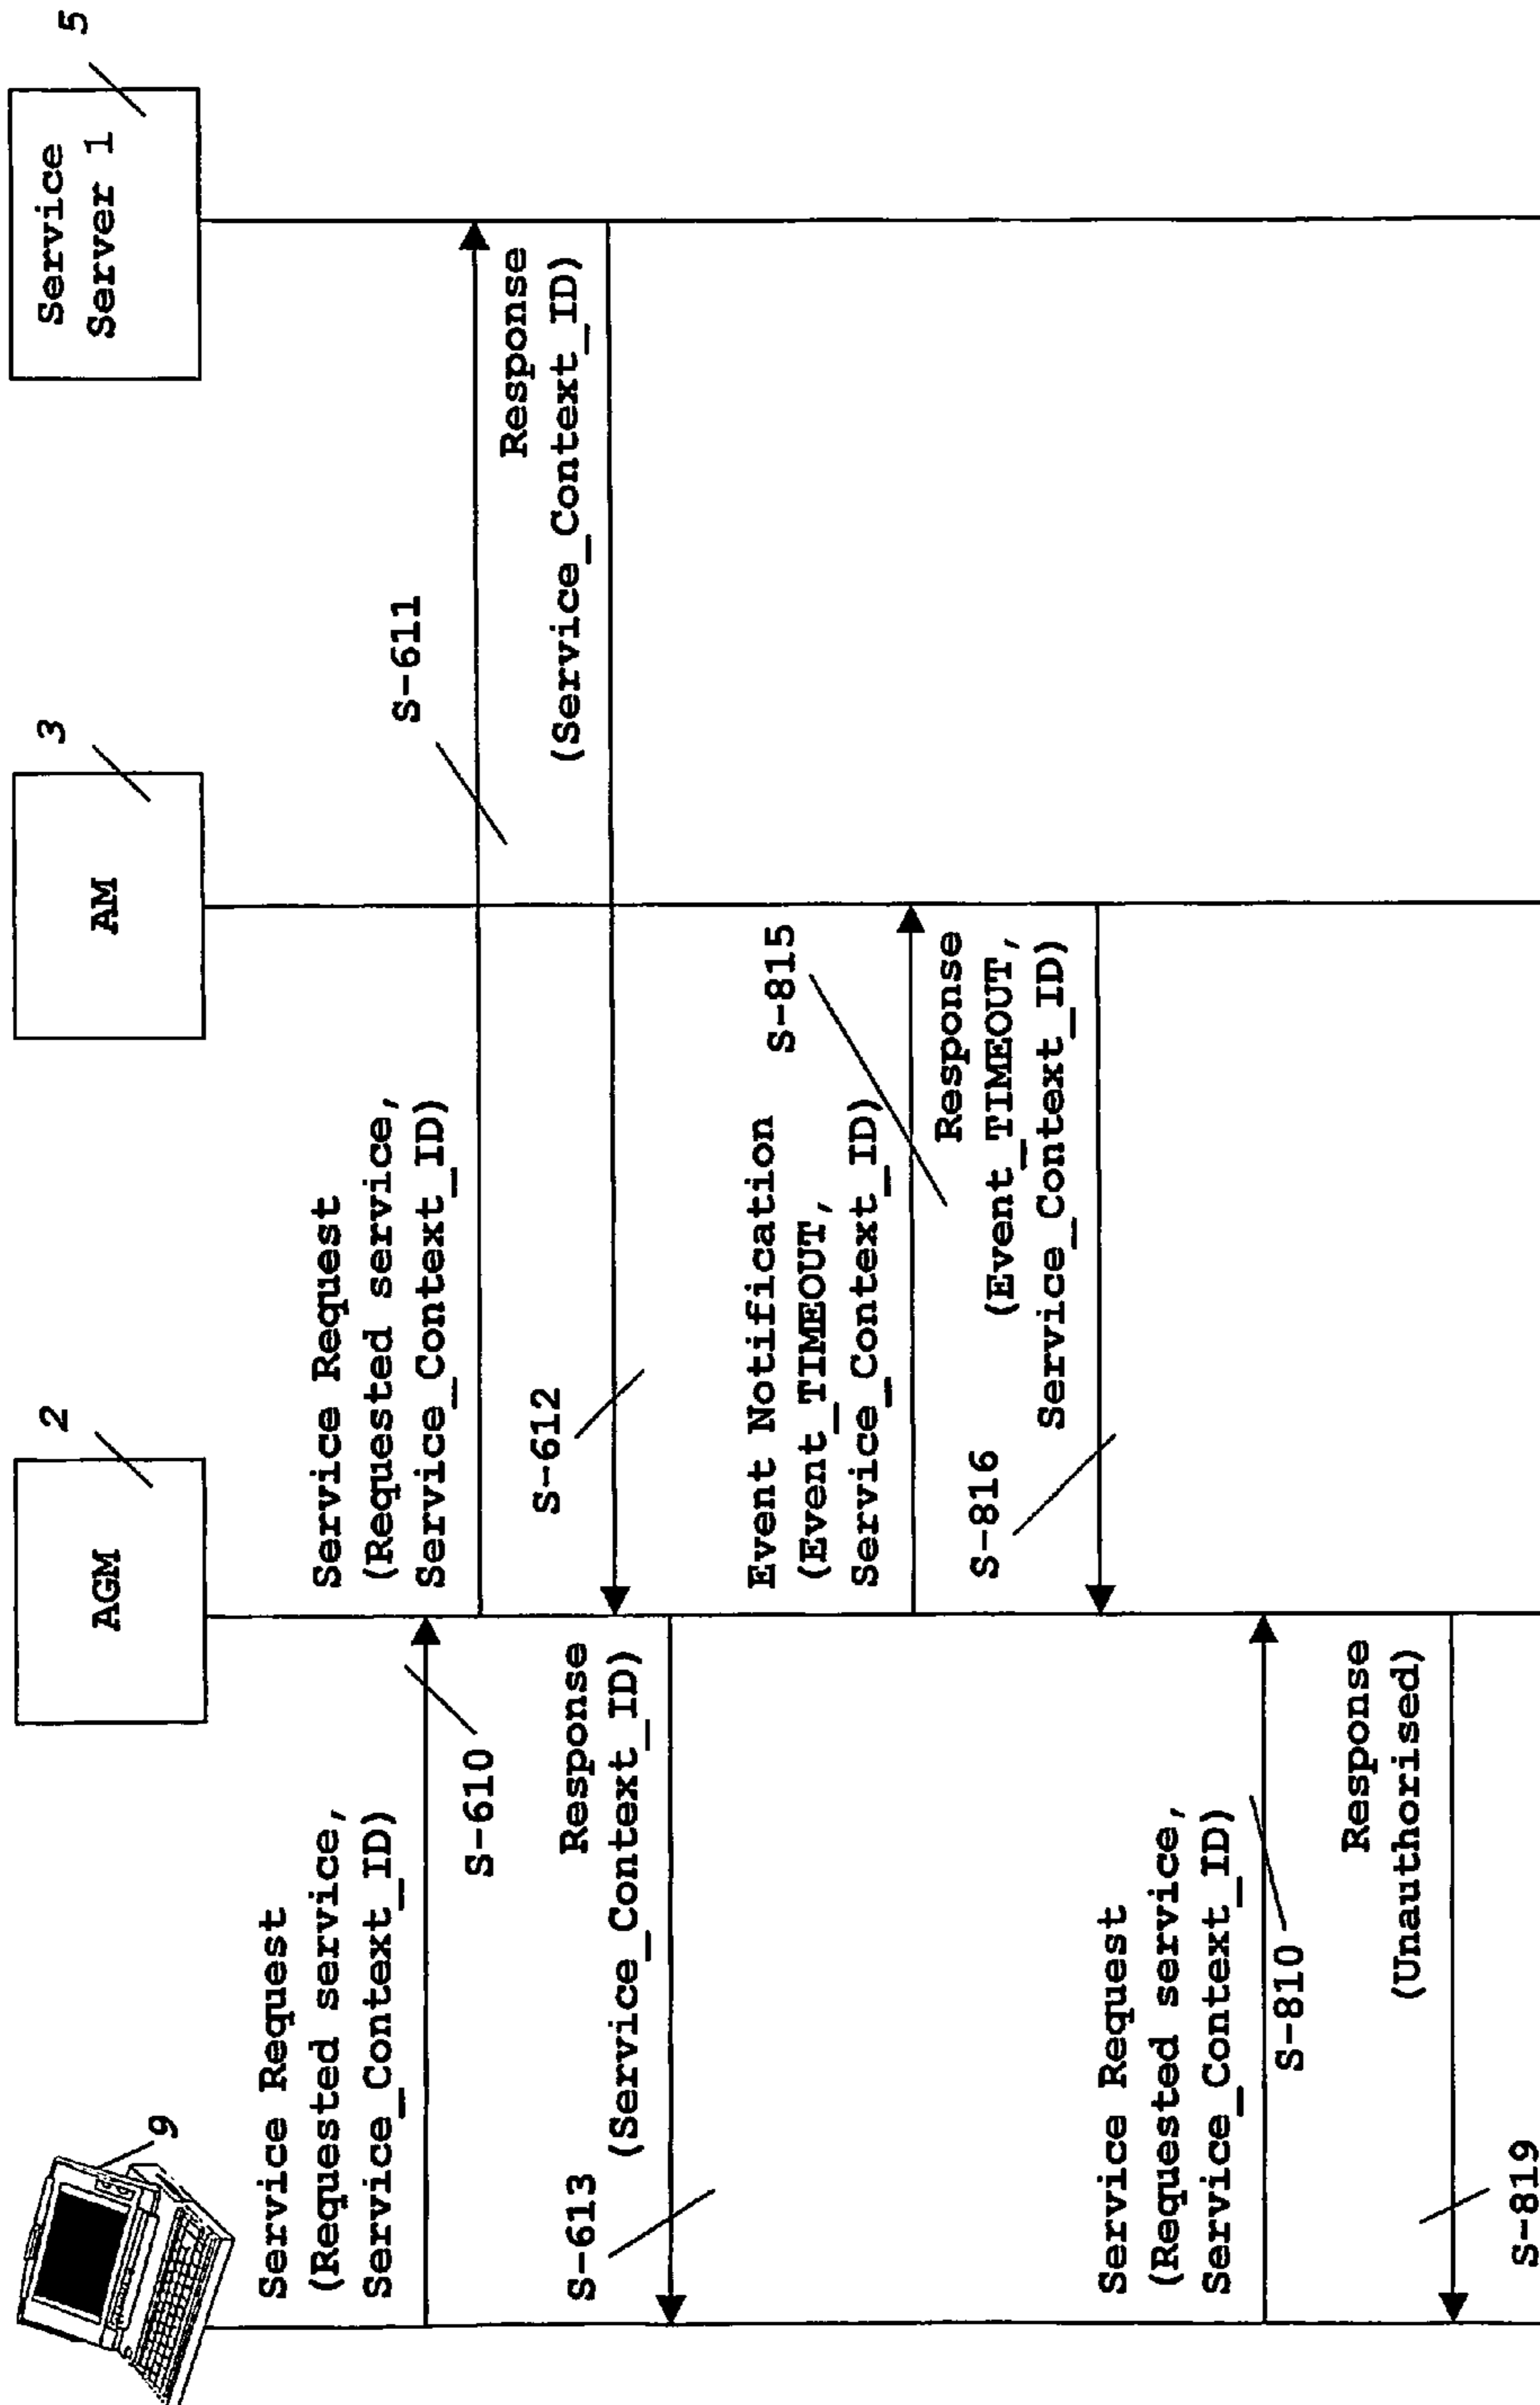 9
AGM
2
AM
3
Service
Server 1
5
Service Request
(Requested service,
Service_Context_ID)
S-610
Service Request
(Requested service,
Service_Context_ID)
S-611
Response
(Service_Context_ID)
S-612
Response
(Service_Context_ID)
S-613
Event Notification
(Event_TIMEOUT,
Service_Context_ID)
S-815
Response
(Event_TIMEOUT,
Service_Context_ID)
S-816
Service Request
(Requested service,
Service_Context_ID)
S-810
Response
(Unauthorised)
S-819